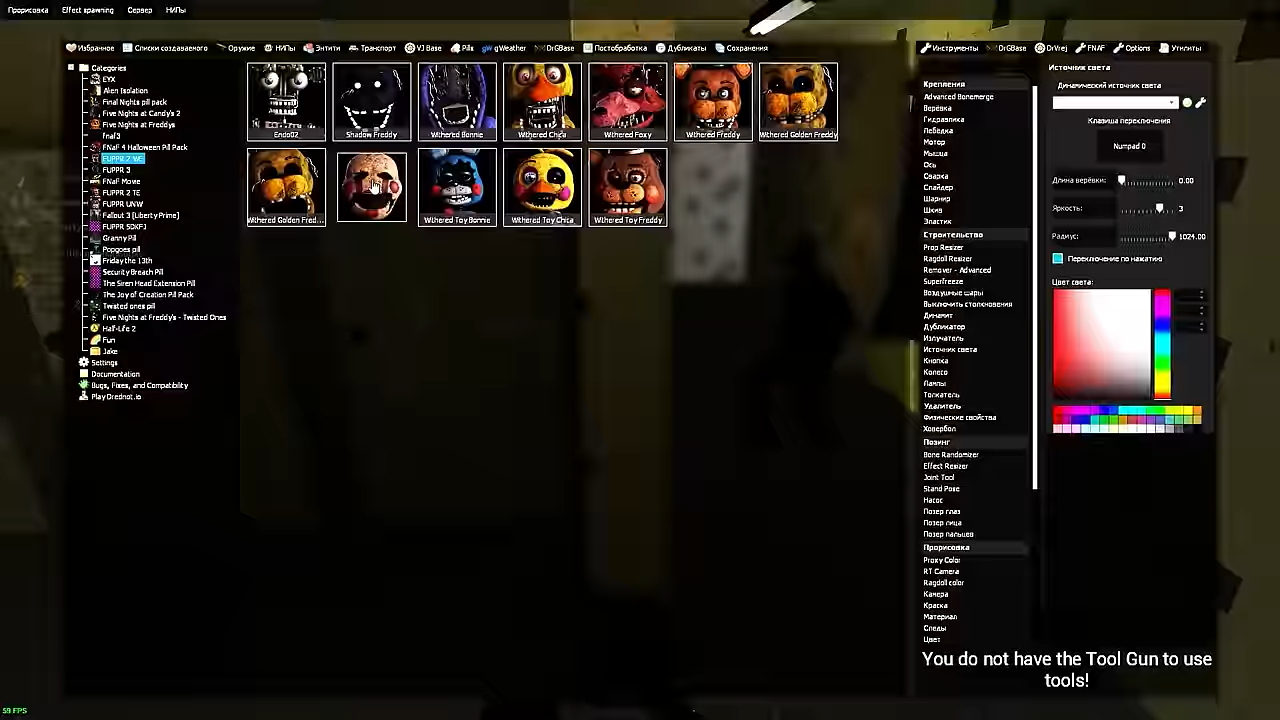 Прорисовка Effect spawning Сервер НИПы
Избранное Списки создаваемого Оружие НИПы Энтити Транспорт VJ Base Pills gWeather DrGBase Постобработка Дубликаты Сохранения
Categories
EYX
Alien Isolation
Final Nights pill pack
Five Nights at Candy's 2
Five Nights at Freddys
fnaf3
FNaF 4 Halloween Pill Pack
FUPPR 2 WE
FUPPR 3
FNaF Movie
FUPPR 2 TE
FUPPR UNW
Fallout 3 [Liberty Prime]
FUPPR SDXFJ
Granny Pill
Popgoes pill
Friday the 13th
Security Breach Pill
The Siren Head Extension Pill
The Joy of Creation Pill Pack
Twisted ones pill
Five Nights at Freddy's - Twisted Ones
Half-Life 2
Fun
Jake
Settings
Documentation
Bugs, Fixes, and Compatibility
Play Drednot.io
Endo02 Shadow Freddy Withered Bonnie Withered Chica Withered Foxy Withered Freddy Withered Golden Freddy
Withered Golden Fred... Withered Toy Bonnie Withered Toy Chica Withered Toy Freddy
Инструменты DrGBase DrVrej FNAF Options Утилиты
Крепления
Advanced Bonemerge
Верёвка
Гидравлика
Лебёдка
Мотор
Мышца
Ось
Сварка
Слайдер
Шарнир
Шкив
Эластик
Строительство
Prop Resizer
Ragdoll Resizer
Remover - Advanced
Superfreeze
Воздушные шары
Выключить столкновения
Динамит
Дубликатор
Излучатель
Источник света
Кнопка
Колесо
Лампы
Толкатель
Удалитель
Физические свойства
Ховербол
Позинг
Bone Randomizer
Effect Resizer
Joint Tool
Stand Pose
Насос
Позер глаз
Позер лица
Позер пальцев
Прорисовка
Proxy Color
RT Camera
Ragdoll color
Камера
Краска
Материал
Следы
Цвет
Источник света
Динамический источник света
Клавиша переключения
Numpad 0
Длина верёвки: 0.00
Яркость: 3
Радиус: 1024.00
Переключение по нажатию
Цвет света:
You do not have the Tool Gun to use
tools!
59 FPS